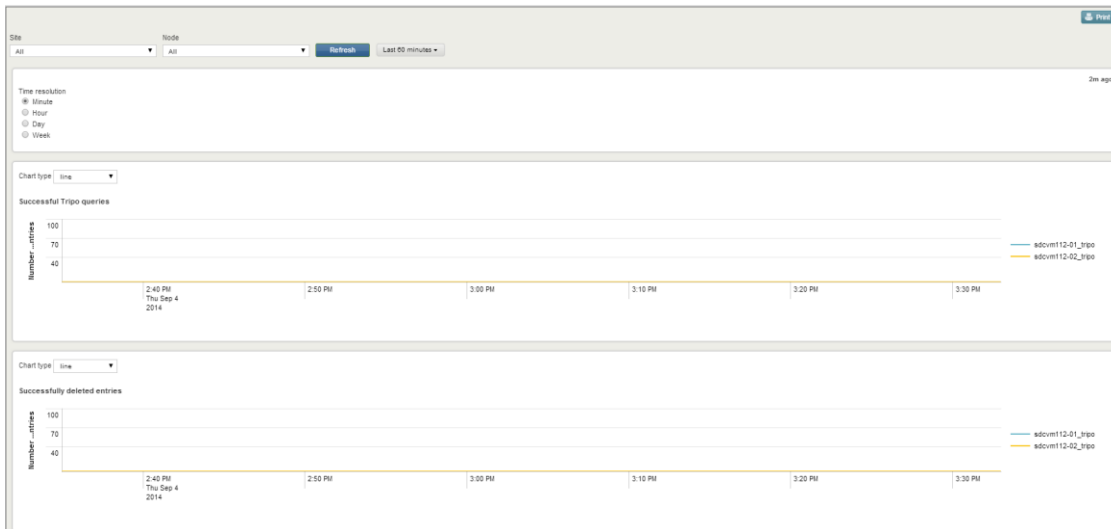 Print
Site
Node
All
All
Refresh
Last 60 minutes
2m ago
Time resolution
Minute
Hour
Day
Week
Chart type
line
Successful Tripo queries
Number ...ntries
100
70
40
sdcvm112-01_tripo
sdcvm112-02_tripo
2:40 PM
Thu Sep 4
2014
2:50 PM
3:00 PM
3:10 PM
3:20 PM
3:30 PM
Chart type
line
Successfully deleted entries
Number ...ntries
100
70
40
sdcvm112-01_tripo
sdcvm112-02_tripo
2:40 PM
Thu Sep 4
2014
2:50 PM
3:00 PM
3:10 PM
3:20 PM
3:30 PM